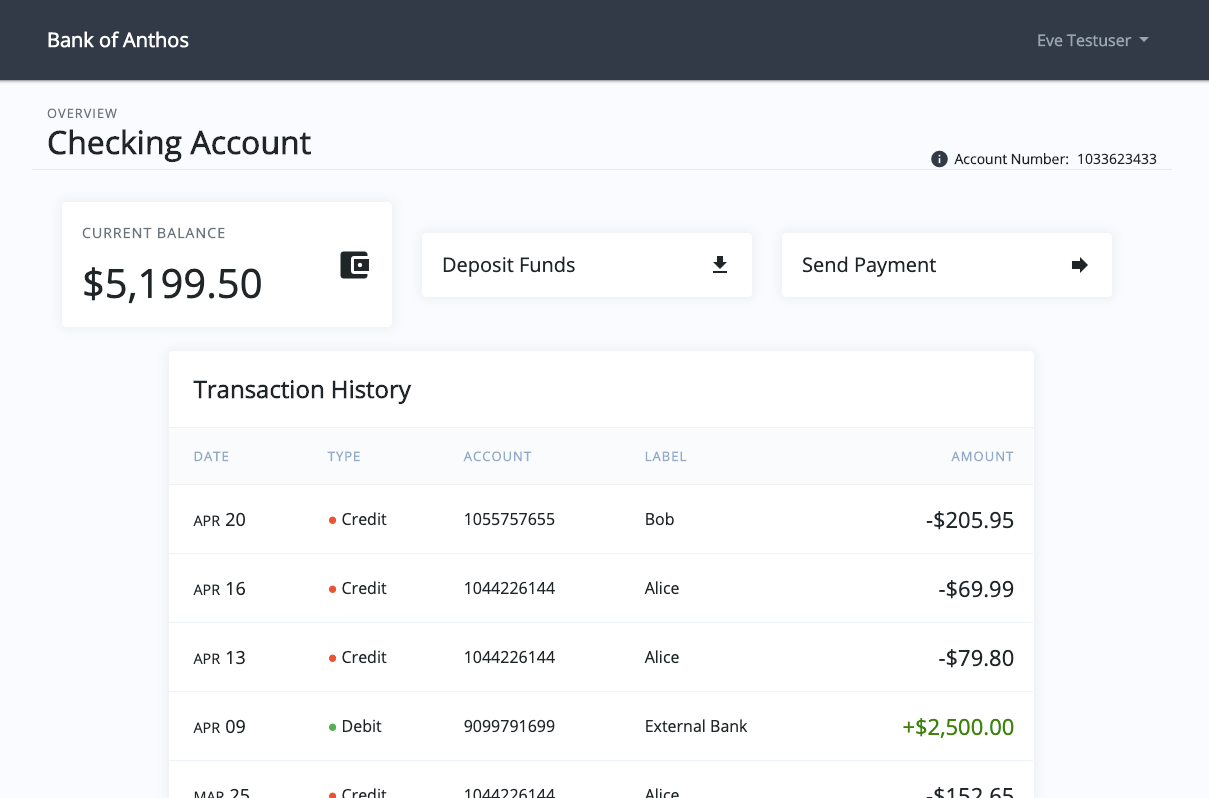 Bank of Anthos Eve Testuser
OVERVIEW
Checking Account
Account Number: 1033623433
CURRENT BALANCE
$5,199.50
Deposit Funds
Send Payment
Transaction History
DATE TYPE ACCOUNT LABEL AMOUNT
APR 20 Credit 1055757655 Bob -$205.95
APR 16 Credit 1044226144 Alice -$69.99
APR 13 Credit 1044226144 Alice -$79.80
APR 09 Debit 9099791699 External Bank +$2,500.00
MAR 25 Credit 1044226144 Alice -$152.65